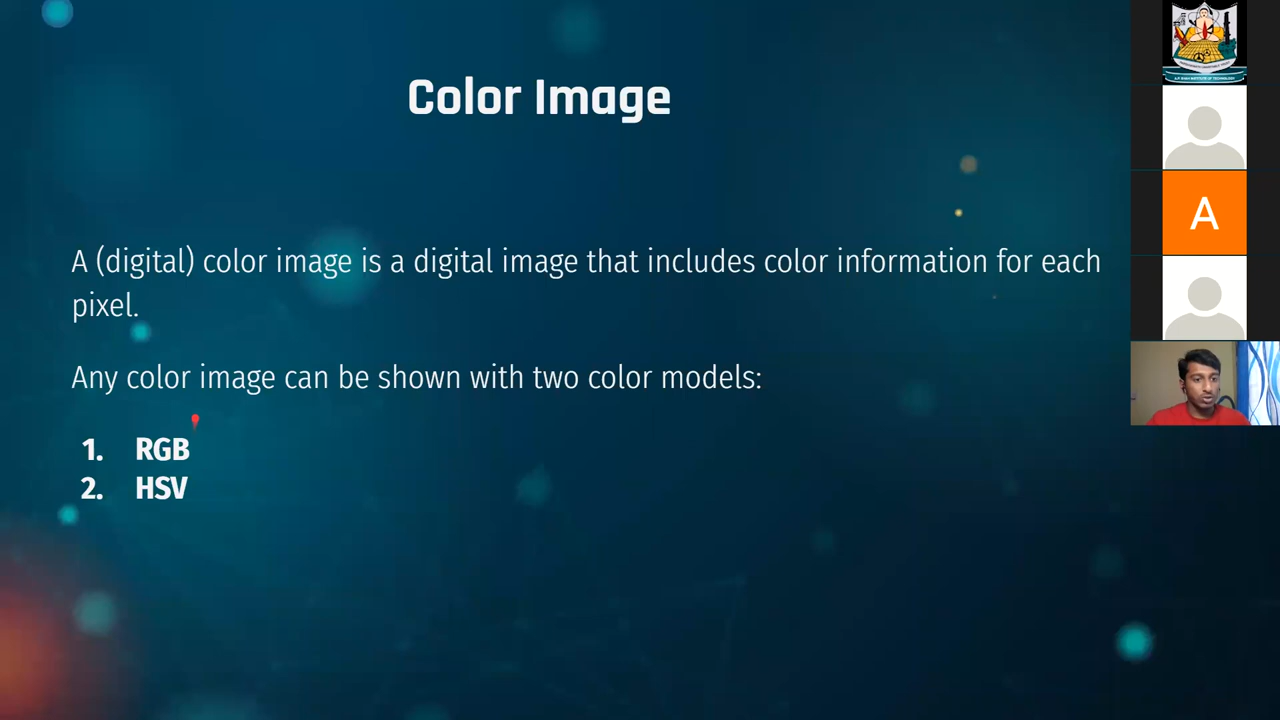 Color Image
A (digital) color image is a digital image that includes color information for each
pixel.
Any color image can be shown with two color models:
1. RGB
2. HSV
A